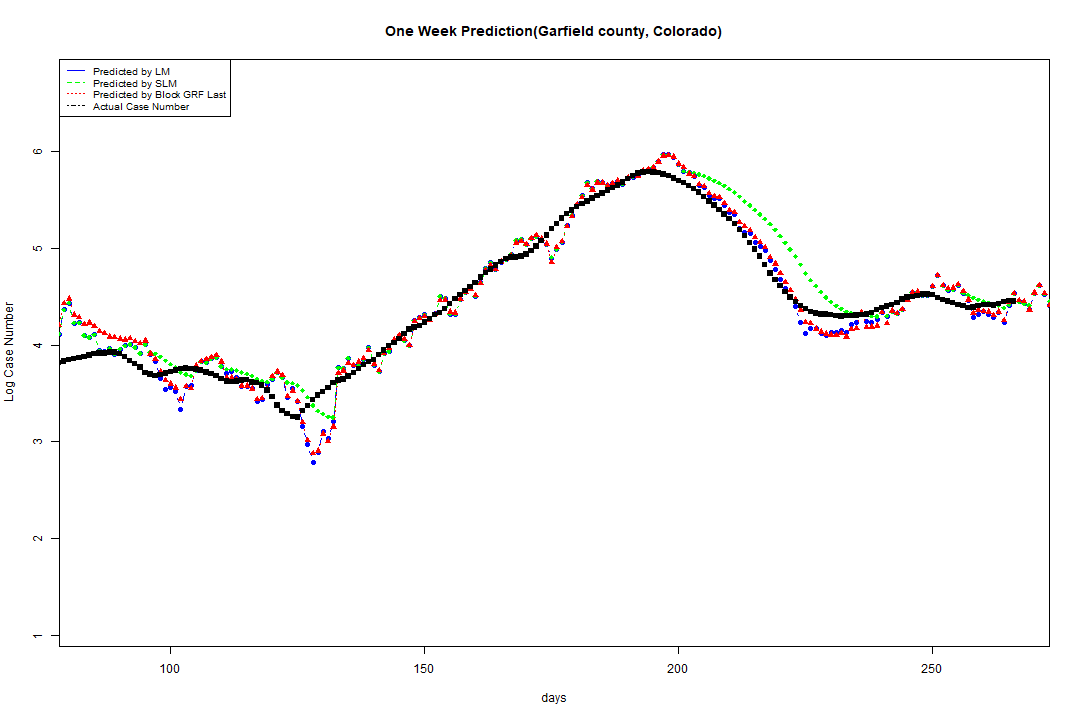 One Week Prediction(Garfield county, Colorado)
Predicted by LM
Predicted by SLM
Predicted by Block GRF Last
Actual Case Number
6
5
4
3
2
1
Log Case Number
100 150 200 250
days